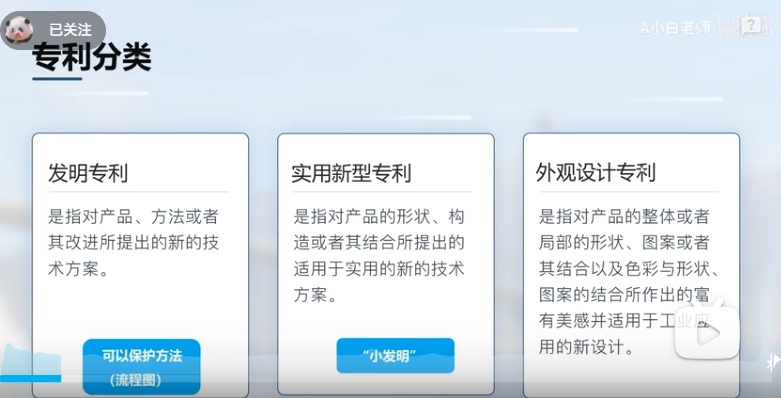 已关注
A小白老师
专利分类
发明专利
是指对产品、方法或者
其改进所提出的新的技
术方案。
可以保护方法
（流程图）
实用新型专利
是指对产品的形状、构
造或者其结合所提出的
适用于实用的新的技术
方案。
“小发明”
外观设计专利
是指对产品的整体或者
局部的形状、图案或者
其结合以及色彩与形状、
图案的结合所作出的富
有美感并适用于工业应
用的新设计。